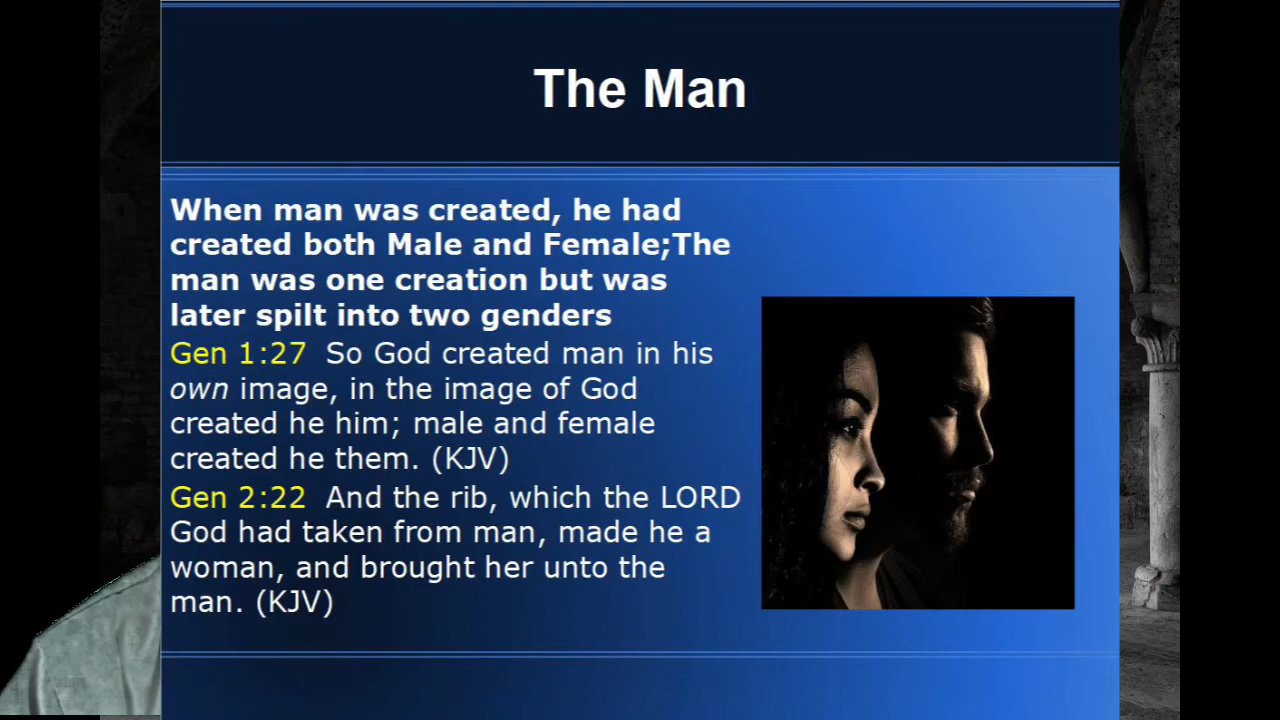 The Man
When man was created, he had
created both Male and Female;The
man was one creation but was
later spilt into two genders
Gen 1:27 So God created man in his
own image, in the image of God
created he him; male and female
created he them. (KJV)
Gen 2:22 And the rib, which the LORD
God had taken from man, made he a
woman, and brought her unto the
man. (KJV)